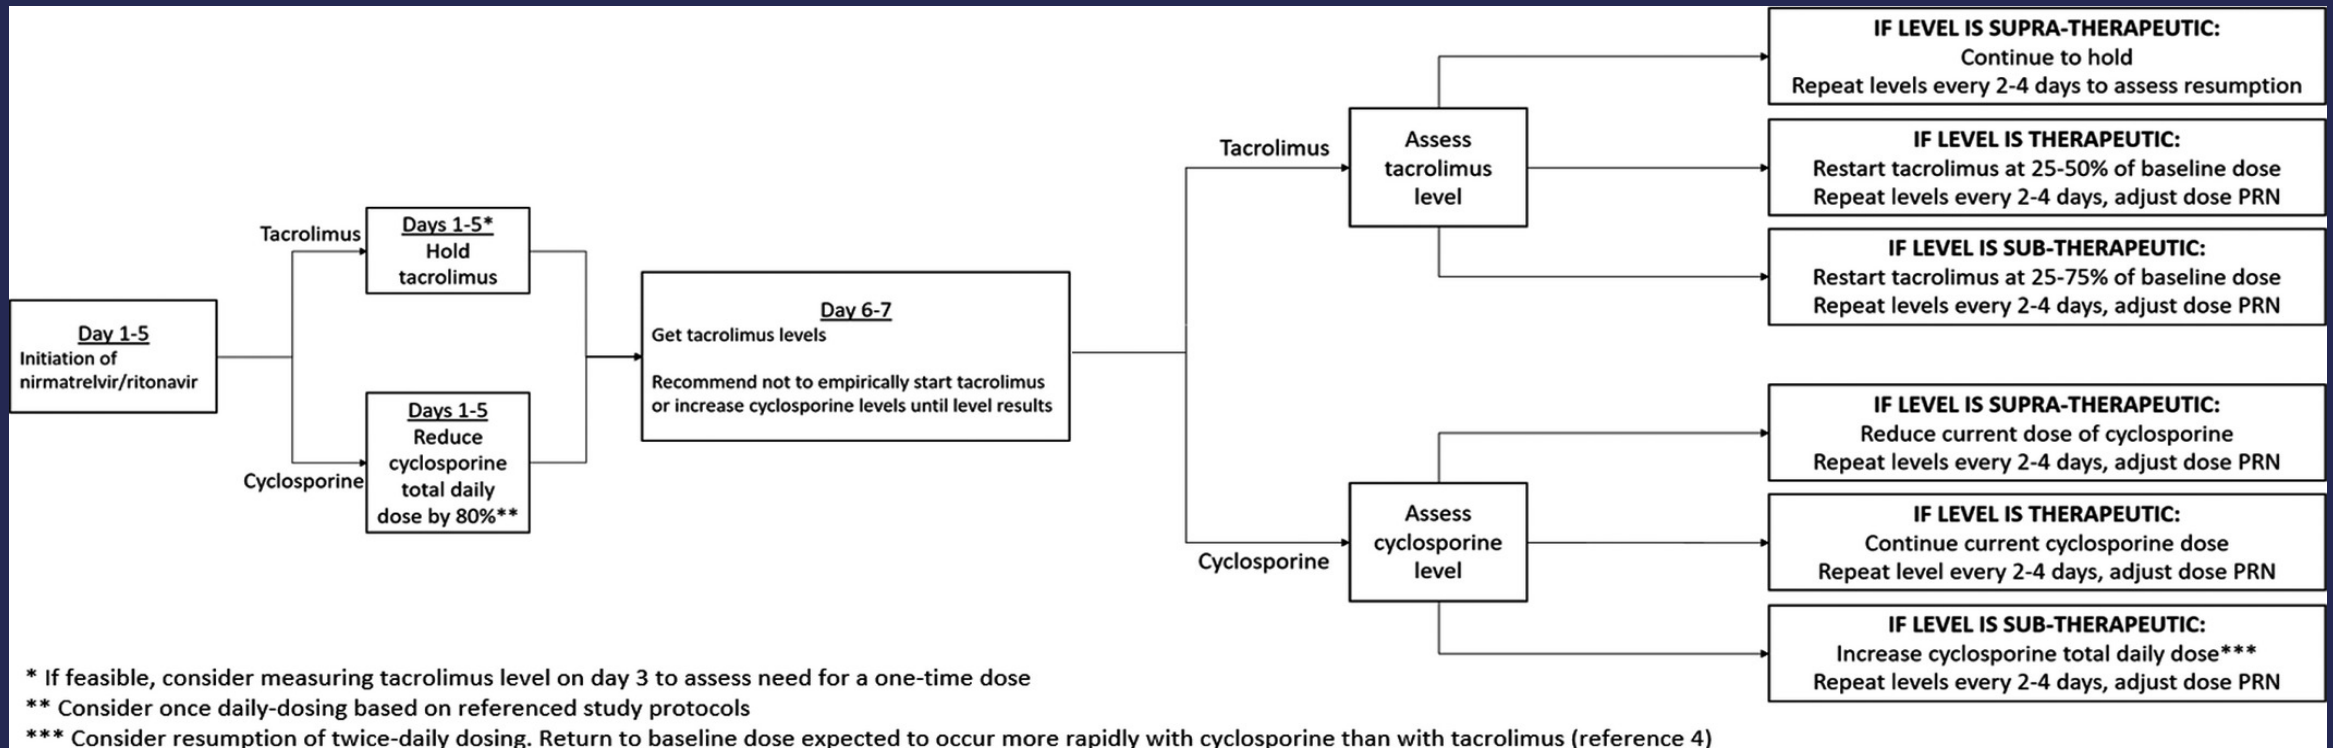 Day 1-5
Initiation of
nirmatrelvir/ritonavir
Tacrolimus
Days 1-5*
Hold
tacrolimus
Cyclosporine
Days 1-5
Reduce
cyclosporine
total daily
dose by 80%**
Day 6-7
Get tacrolimus levels
Recommend not to empirically start tacrolimus
or increase cyclosporine levels until level results
Tacrolimus
Assess
tacrolimus
level
IF LEVEL IS SUPRA-THERAPEUTIC:
Continue to hold
Repeat levels every 2-4 days to assess resumption
IF LEVEL IS THERAPEUTIC:
Restart tacrolimus at 25-50% of baseline dose
Repeat levels every 2-4 days, adjust dose PRN
IF LEVEL IS SUB-THERAPEUTIC:
Restart tacrolimus at 25-75% of baseline dose
Repeat levels every 2-4 days, adjust dose PRN
Cyclosporine
Assess
cyclosporine
level
IF LEVEL IS SUPRA-THERAPEUTIC:
Reduce current dose of cyclosporine
Repeat levels every 2-4 days, adjust dose PRN
IF LEVEL IS THERAPEUTIC:
Continue current cyclosporine dose
Repeat level every 2-4 days, adjust dose PRN
IF LEVEL IS SUB-THERAPEUTIC:
Increase cyclosporine total daily dose***
Repeat levels every 2-4 days, adjust dose PRN
* If feasible, consider measuring tacrolimus level on day 3 to assess need for a one-time dose
** Consider once daily-dosing based on referenced study protocols
*** Consider resumption of twice-daily dosing. Return to baseline dose expected to occur more rapidly with cyclosporine than with tacrolimus (reference 4)